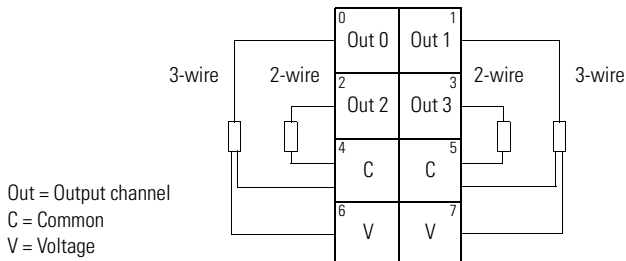 0 1
Out 0 Out 1
3-wire 2-wire 2-wire 3-wire
2 3
Out 2 Out 3
4 5
C C
Out = Output channel
C = Common
6 7
V V
V = Voltage